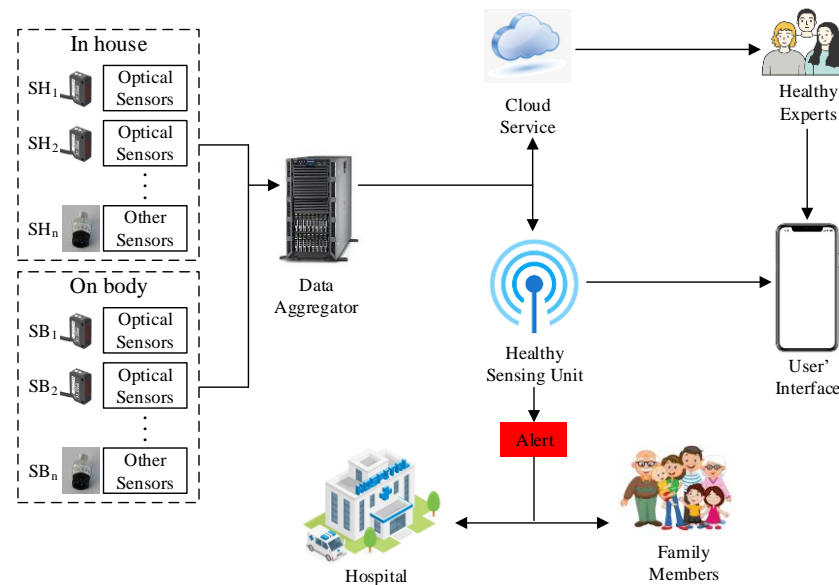 In house
SH1
Optical
Sensors
SH2
Optical
Sensors
SHn
Other
Sensors
On body
SB1
Optical
Sensors
SB2
Optical
Sensors
SBn
Other
Sensors
Data
Aggregator
Cloud
Service
Healthy
Experts
Healthy
Sensing Unit
User'
Interface
Alert
Hospital
Family
Members